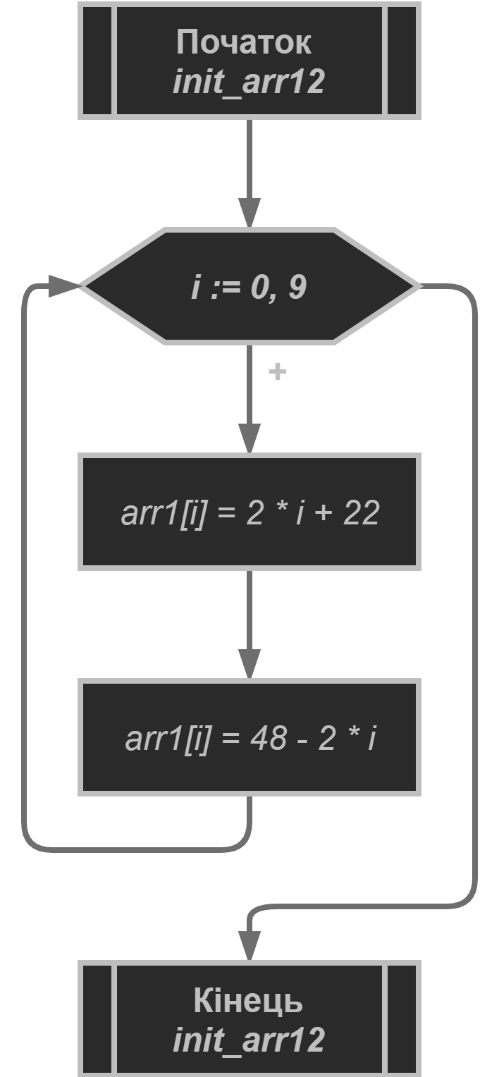 Початок
init_arr12
i := 0, 9
+
arr1[i] = 2 * i + 22
arr1[i] = 48 - 2 * i
Кінець
init_arr12